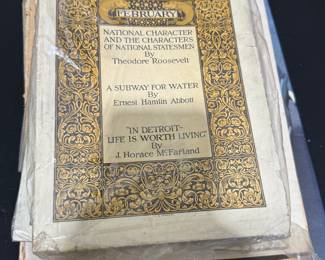 FEBRUARY
NATIONAL CHARACTER
AND THE CHARACTERS
OF NATIONAL STATESMEN
By
Theodore Roosevelt
A SUBWAY FOR WATER
By
Ernest Hamlin Abbott
"IN DETROIT-
LIFE IS WORTH LIVING"
By
J. Horace McFarland